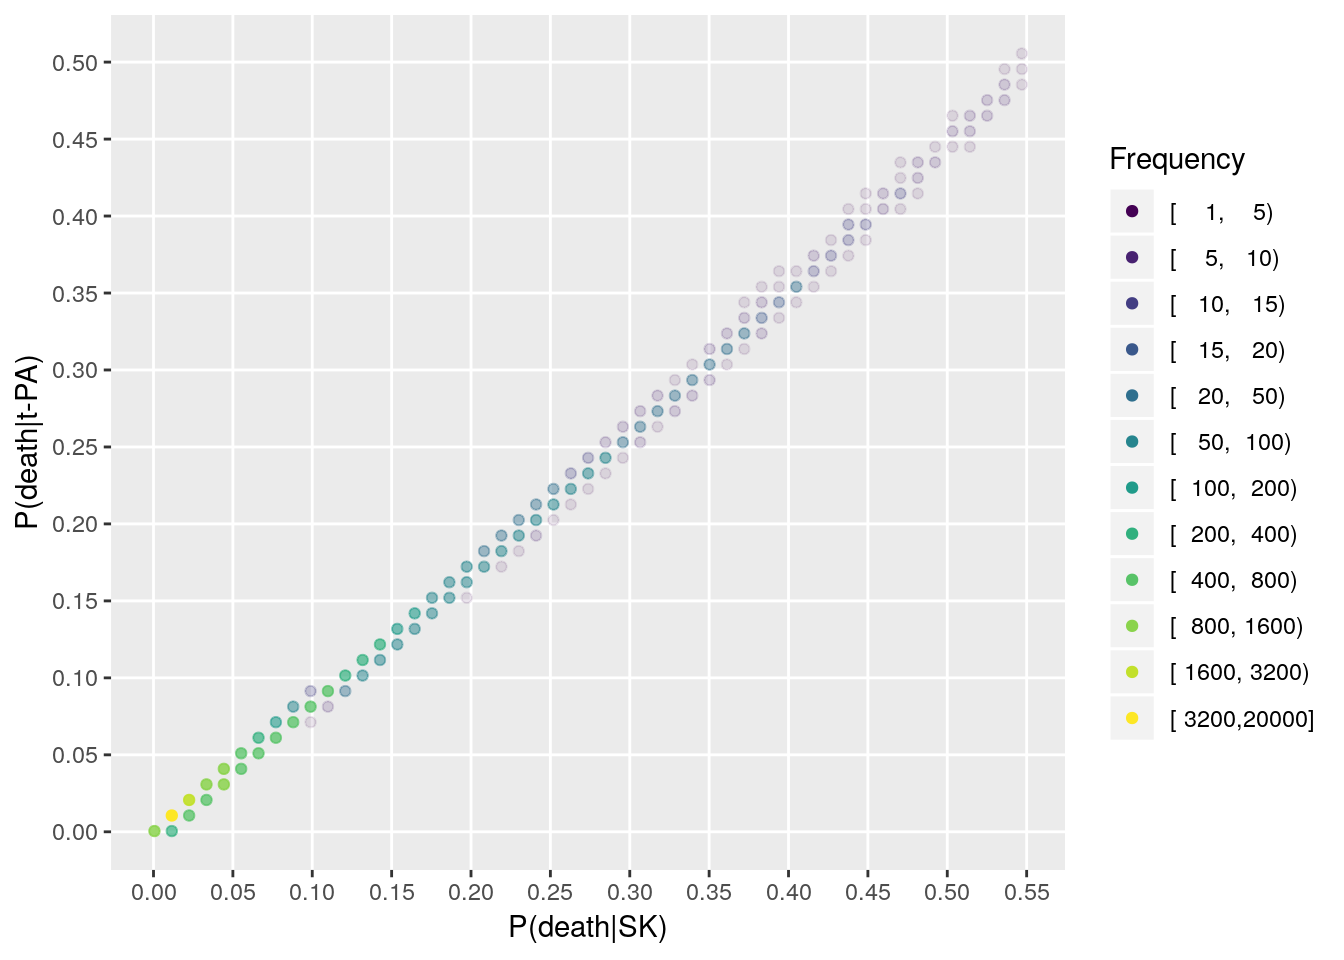 0.50
0.45
0.40
0.35
0.30
0.25
0.20
0.15
0.10
0.05
0.00
P(death|t-PA)
0.00 0.05 0.10 0.15 0.20 0.25 0.30 0.35 0.40 0.45 0.50 0.55
P(death|SK)
Frequency
[    1,    5)
[    5,   10)
[   10,   15)
[   15,   20)
[   20,   50)
[   50,  100)
[  100,  200)
[  200,  400)
[  400,  800)
[  800, 1600)
[ 1600, 3200)
[ 3200,20000]